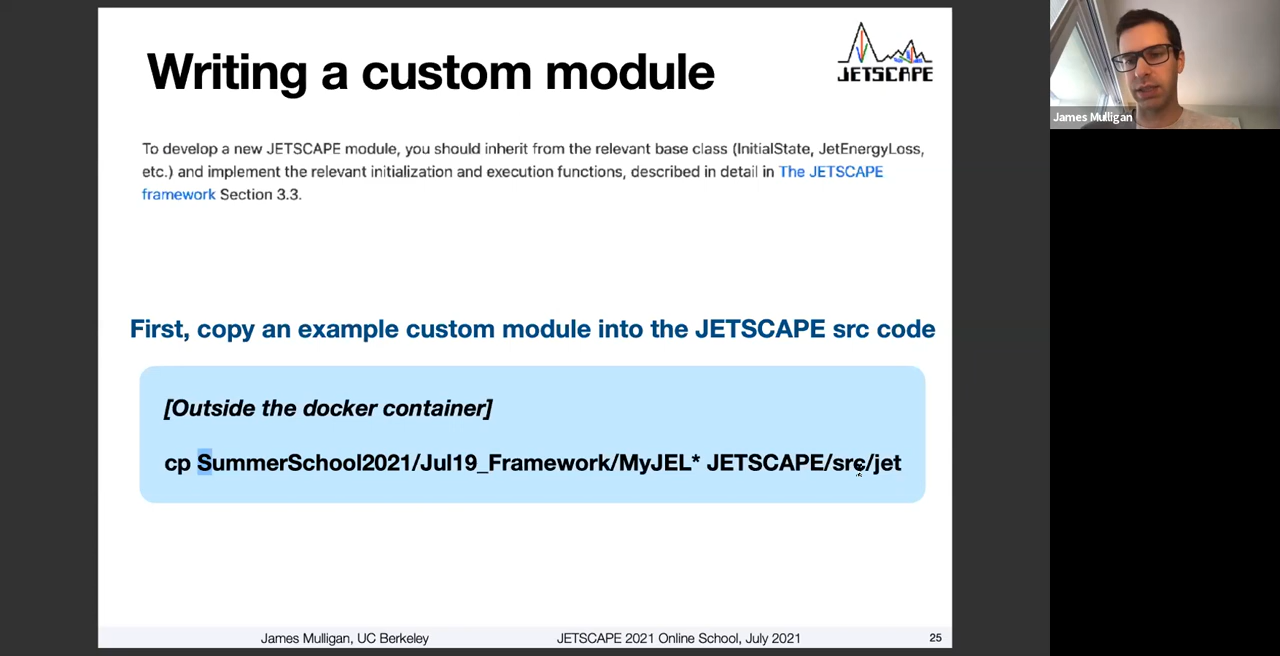 Writing a custom module
JETSCAPE
James Mulligan
To develop a new JETSCAPE module, you should inherit from the relevant base class (InitialState, JetEnergyLoss,
etc.) and implement the relevant initialization and execution functions, described in detail in The JETSCAPE
framework Section 3.3.
First, copy an example custom module into the JETSCAPE src code
[Outside the docker container]
cp SummerSchool2021/Jul19_Framework/MyJEL* JETSCAPE/src/jet
James Mulligan, UC Berkeley
JETSCAPE 2021 Online School, July 2021
25